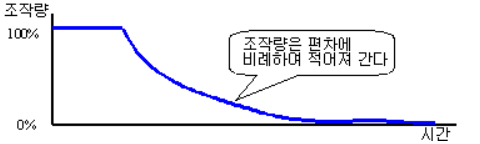 조작량
100%
조작량은 편차에
비례하여 적어져 간다
0%
시간